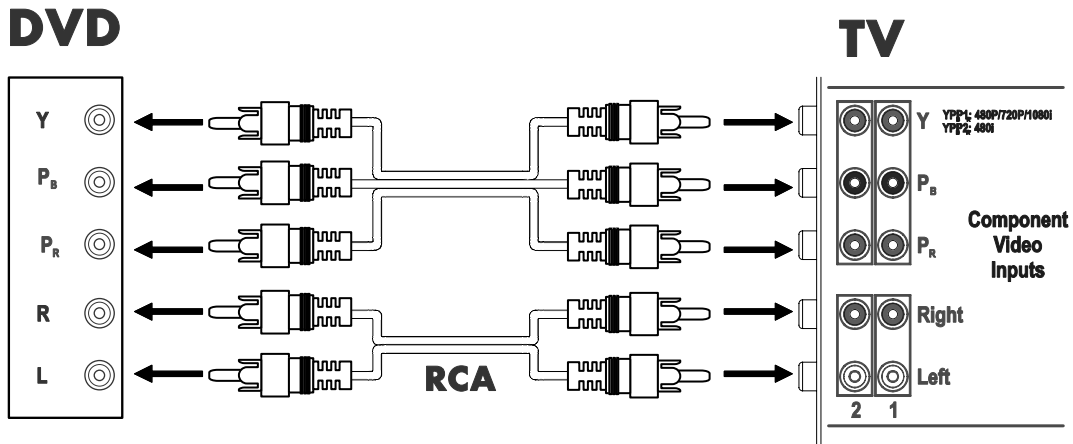 DVD
TV
Y
PB
PR
R
L
RCA
Y
YPP1: 480P/720P/1080i
YPP2: 480i
PB
PR
Component
Video
Inputs
Right
Left
2 1